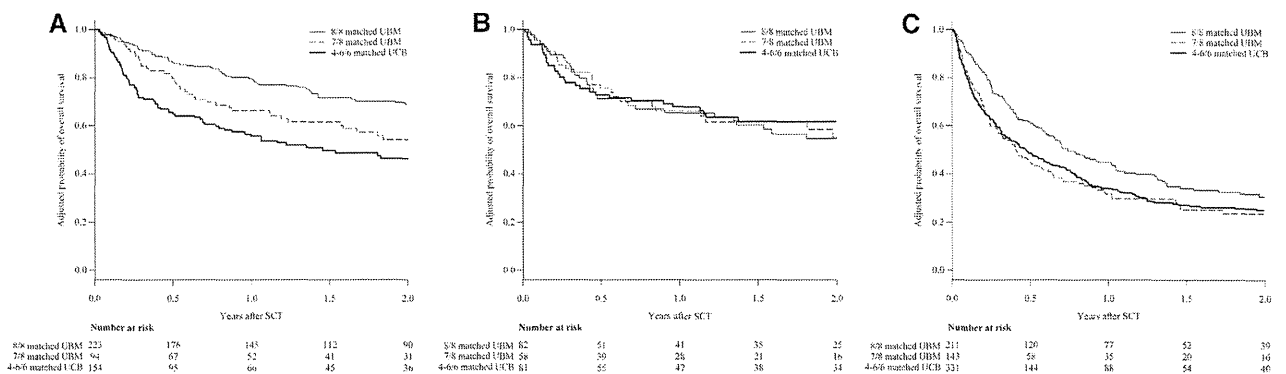 A
8/8 matched UBM
7/8 matched UBM
4-6/6 matched UCB
Adjusted probability of overall survival
1.0
0.8
0.6
0.4
0.2
0.0
0.0 0.5 1.0 1.5 2.0
Years after SCT
Number at risk
8/8 matched UBM 223 176 143 112 90
7/8 matched UBM 94 67 52 41 31
4-6/6 matched UCB 154 95 66 45 36
B
8/8 matched UBM
7/8 matched UBM
4-6/6 matched UCB
Adjusted probability of overall survival
1.0
0.8
0.6
0.4
0.2
0.0
0.0 0.5 1.0 1.5 2.0
Years after SCT
Number at risk
8/8 matched UBM 82 51 41 35 25
7/8 matched UBM 58 39 28 21 16
4-6/6 matched UCB 81 55 47 38 34
C
8/8 matched UBM
7/8 matched UBM
4-6/6 matched UCB
Adjusted probability of overall survival
1.0
0.8
0.6
0.4
0.2
0.0
0.0 0.5 1.0 1.5 2.0
Years after SCT
Number at risk
8/8 matched UBM 211 120 77 52 39
7/8 matched UBM 143 58 35 20 16
4-6/6 matched UCB 331 144 88 54 40